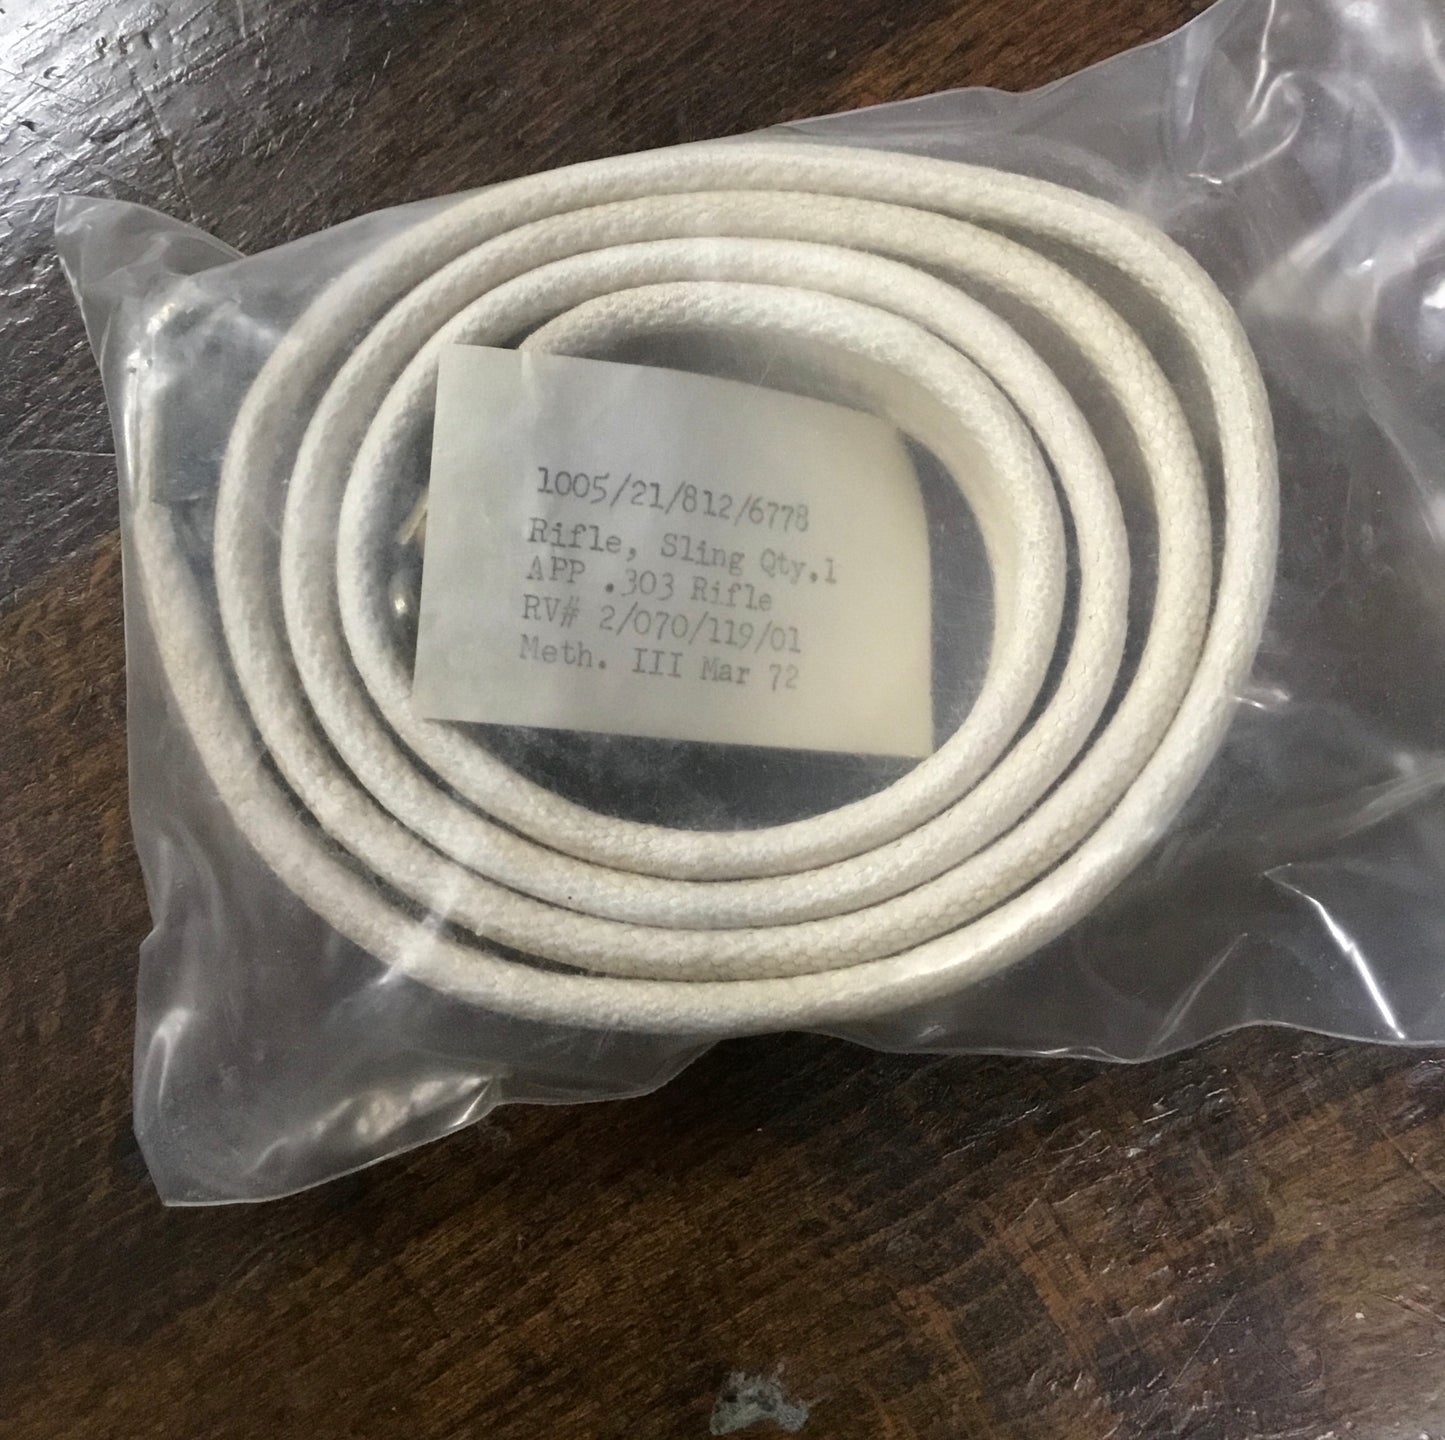 1005/21/812/6778
Rifle, Sling Qty.1
APP .303 Rifle
RV# 2/070/119/01
Meth. III Mar 72